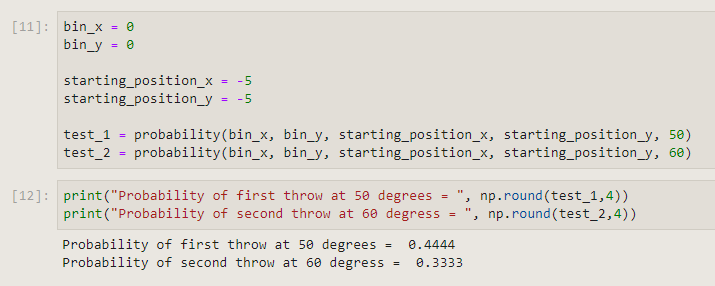 [11]: bin_x = 0
bin_y = 0
starting_position_x = -5
starting_position_y = -5
test_1 = probability(bin_x, bin_y, starting_position_x, starting_position_y, 50)
test_2 = probability(bin_x, bin_y, starting_position_x, starting_position_y, 60)
[12]: print("Probability of first throw at 50 degrees = ", np.round(test_1,4))
print("Probability of second throw at 60 degress = ", np.round(test_2,4))
Probability of first throw at 50 degrees =  0.4444
Probability of second throw at 60 degress =  0.3333